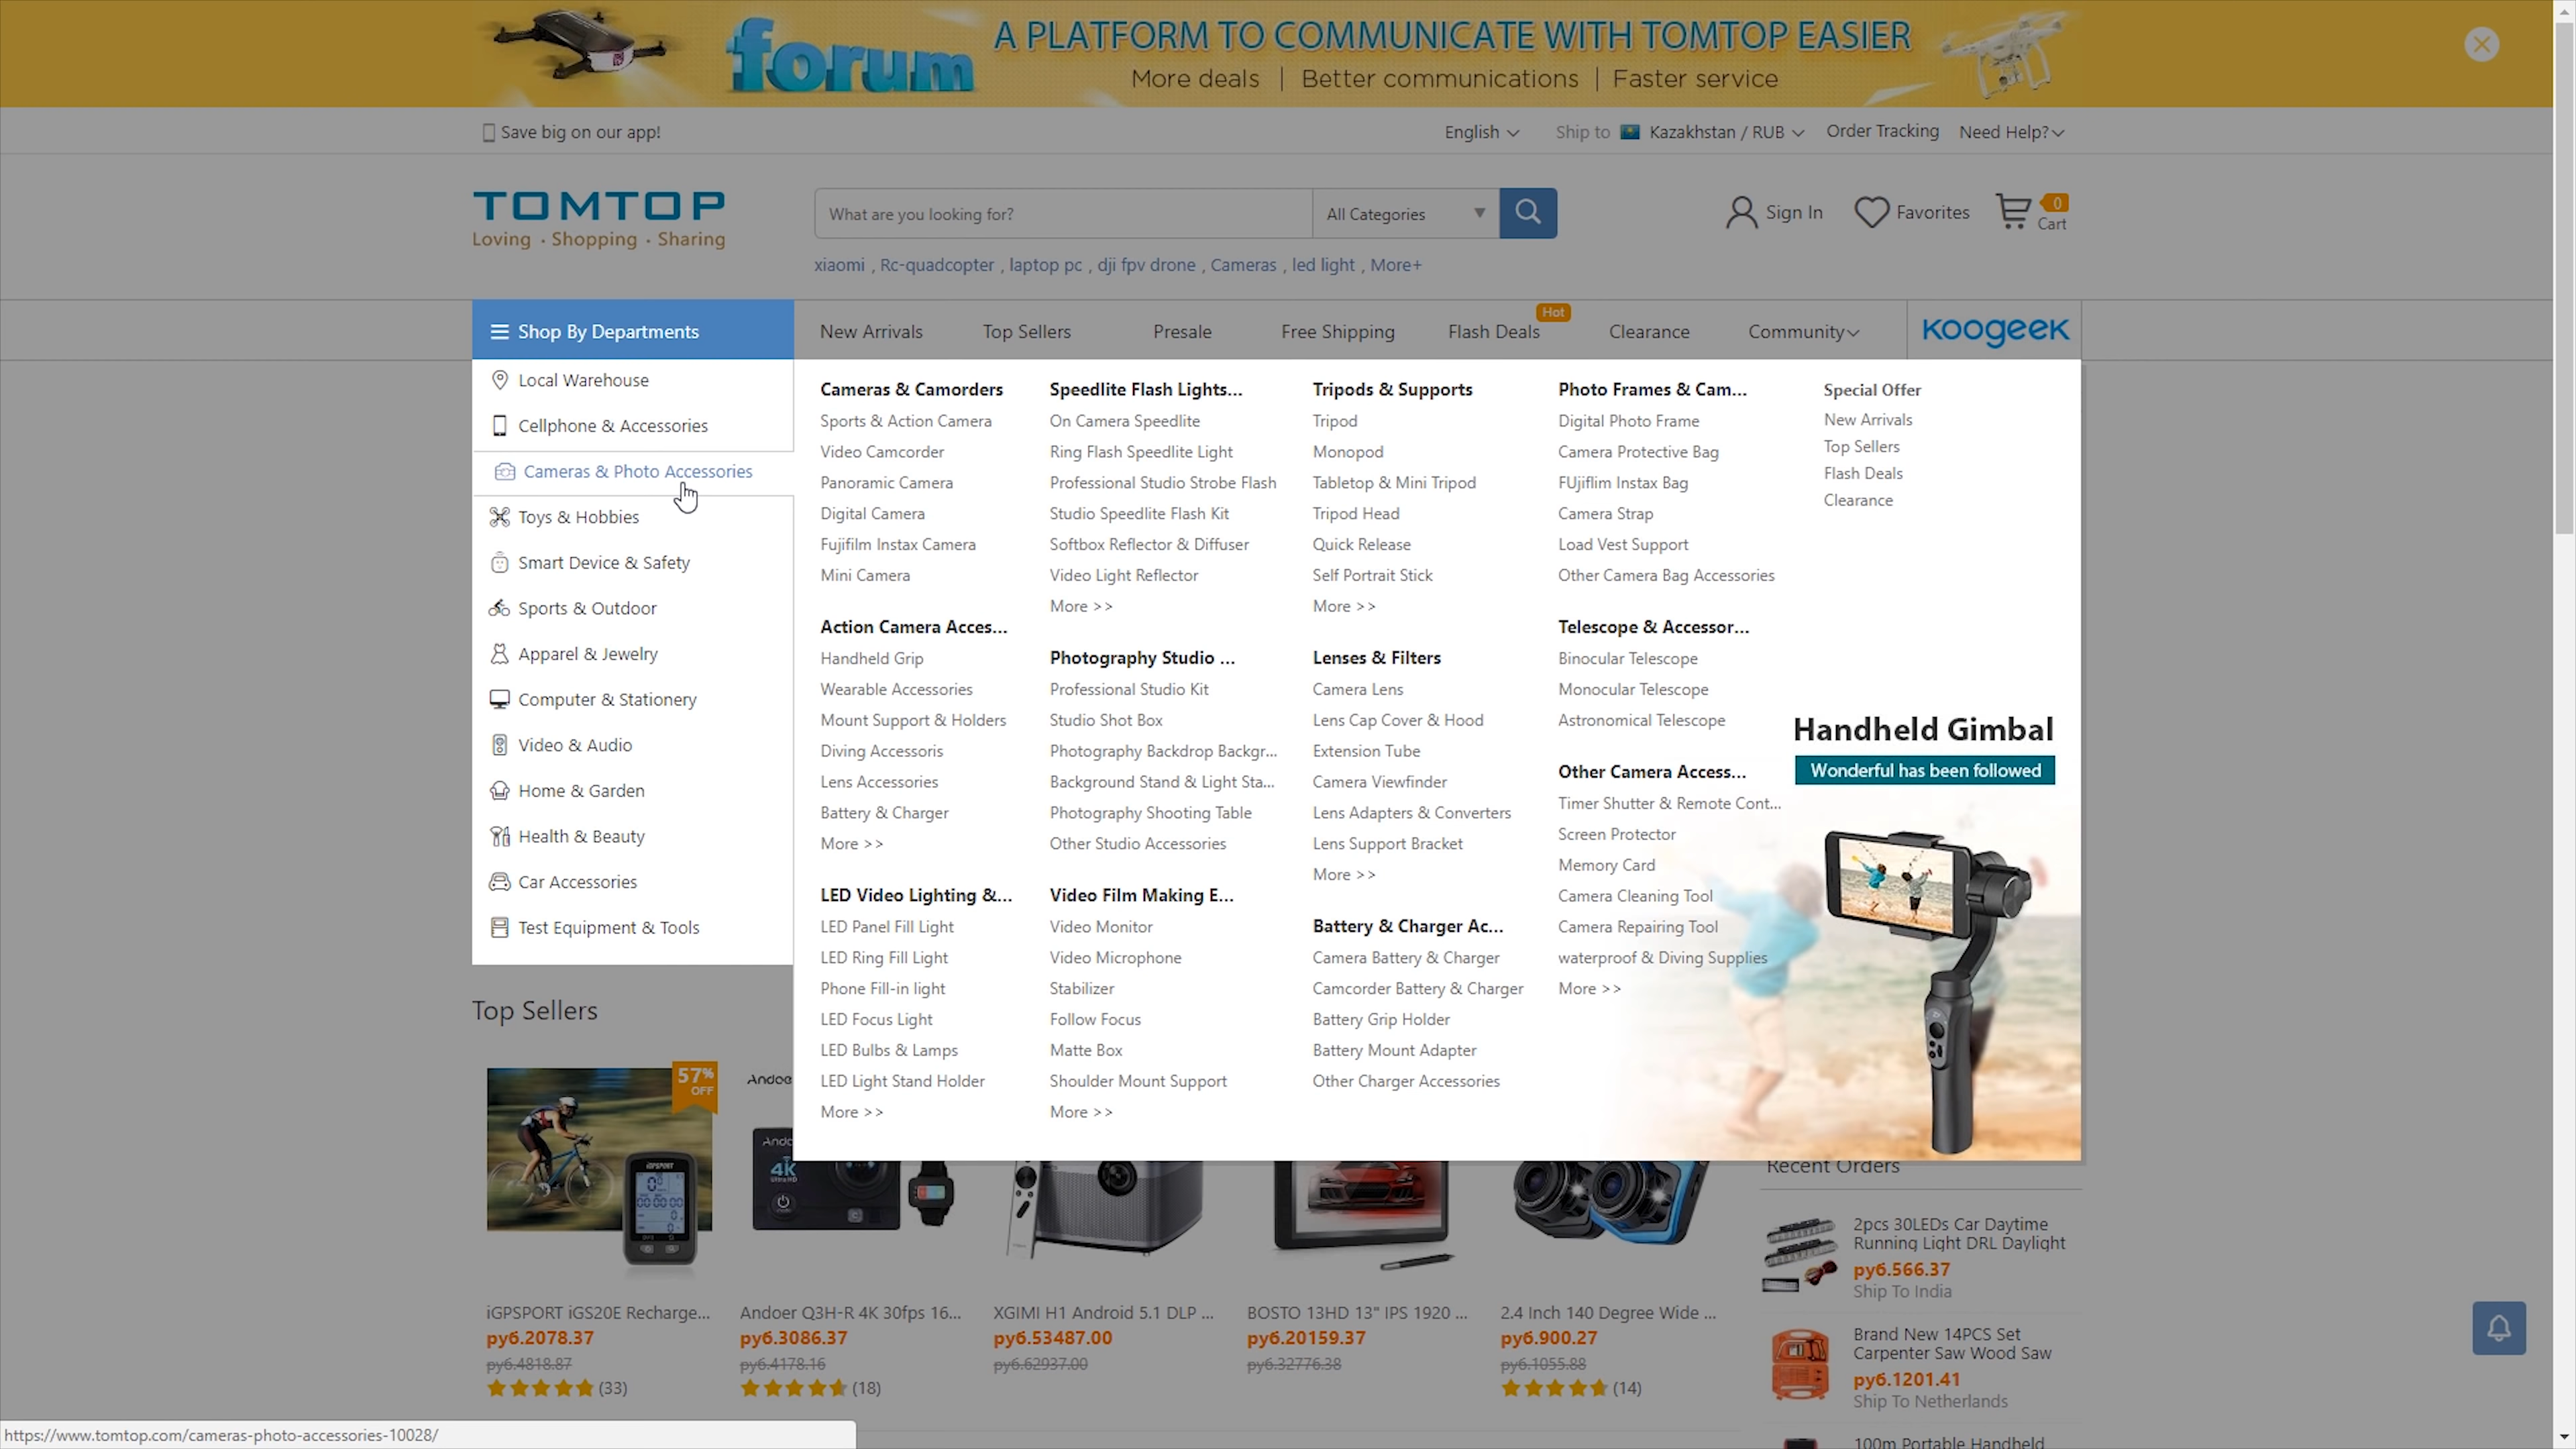 forum
A PLATFORM TO COMMUNICATE WITH TOMTOP EASIER
More deals | Better communications | Faster service
Save big on our app!
English
Ship to Kazakhstan / RUB
Order Tracking
Need Help?
TOMTOP
Loving · Shopping · Sharing
What are you looking for?
All Categories
Sign In
Favorites
0
Cart
xiaomi , Rc-quadcopter , laptop pc , dji fpv drone , Cameras , led light , More+
Shop By Departments
New Arrivals
Top Sellers
Presale
Free Shipping
Flash Deals
Hot
Clearance
Community
KOOGEEK
Local Warehouse
Cellphone & Accessories
Cameras & Photo Accessories
Toys & Hobbies
Smart Device & Safety
Sports & Outdoor
Apparel & Jewelry
Computer & Stationery
Video & Audio
Home & Garden
Health & Beauty
Car Accessories
Test Equipment & Tools
Cameras & Camorders
Sports & Action Camera
Video Camcorder
Panoramic Camera
Digital Camera
Fujifilm Instax Camera
Mini Camera
Action Camera Acces...
Handheld Grip
Wearable Accessories
Mount Support & Holders
Diving Accessoris
Lens Accessories
Battery & Charger
More >>
LED Video Lighting &...
LED Panel Fill Light
LED Ring Fill Light
Phone Fill-in light
LED Focus Light
LED Bulbs & Lamps
LED Light Stand Holder
More >>
Speedlite Flash Lights...
On Camera Speedlite
Ring Flash Speedlite Light
Professional Studio Strobe Flash
Studio Speedlite Flash Kit
Softbox Reflector & Diffuser
Video Light Reflector
More >>
Photography Studio ...
Professional Studio Kit
Studio Shot Box
Photography Backdrop Backgr...
Background Stand & Light Sta...
Photography Shooting Table
Other Studio Accessories
Video Film Making E...
Video Monitor
Video Microphone
Stabilizer
Follow Focus
Matte Box
Shoulder Mount Support
More >>
Tripods & Supports
Tripod
Monopod
Tabletop & Mini Tripod
Tripod Head
Quick Release
Self Portrait Stick
More >>
Lenses & Filters
Camera Lens
Lens Cap Cover & Hood
Extension Tube
Camera Viewfinder
Lens Adapters & Converters
Lens Support Bracket
More >>
Battery & Charger Ac...
Camera Battery & Charger
Camcorder Battery & Charger
Battery Grip Holder
Battery Mount Adapter
Other Charger Accessories
Photo Frames & Cam...
Digital Photo Frame
Camera Protective Bag
FUjiflim Instax Bag
Camera Strap
Load Vest Support
Other Camera Bag Accessories
Telescope & Accessor...
Binocular Telescope
Monocular Telescope
Astronomical Telescope
Other Camera Access...
Timer Shutter & Remote Cont...
Screen Protector
Memory Card
Camera Cleaning Tool
Camera Repairing Tool
waterproof & Diving Supplies
More >>
Special Offer
New Arrivals
Top Sellers
Flash Deals
Clearance
Handheld Gimbal
Wonderful has been followed
Top Sellers
57% OFF
iGPSPORT
iGPSPORT iGS20E Recharge...
руб.2078.37
руб.4818.87
(33)
Andoe
Ando
4K
Ultra HD
Andoer Q3H-R 4K 30fps 16...
руб.3086.37
руб.4178.16
(18)
XGIMI H1 Android 5.1 DLP ...
руб.53487.00
руб.62937.00
BOSTO 13HD 13" IPS 1920 ...
руб.20159.37
руб.32776.38
2.4 Inch 140 Degree Wide ...
руб.900.27
руб.1055.88
(14)
Recent Orders
2pcs 30LEDs Car Daytime
Running Light DRL Daylight
руб.566.37
Ship To India
Brand New 14PCS Set
Carpenter Saw Wood Saw
руб.1201.41
Ship To Netherlands
100m Portable Handheld
https://www.tomtop.com/cameras-photo-accessories-10028/